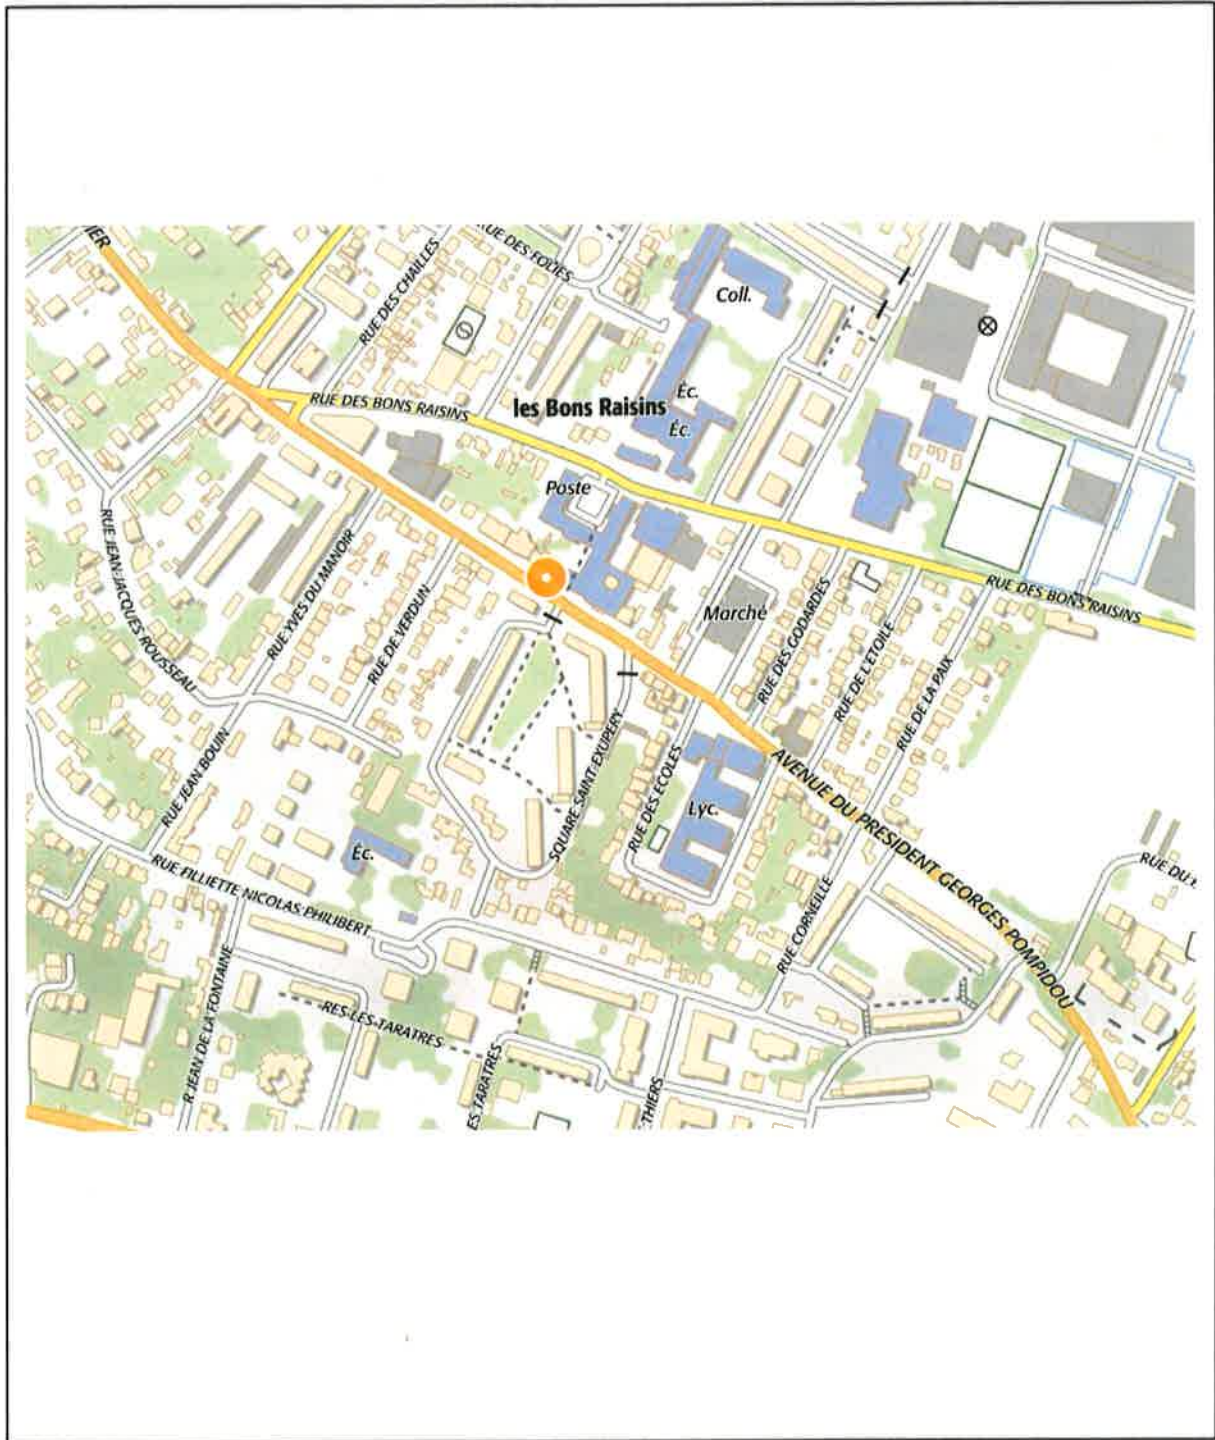 IER
RUE DES FOLIES
RUE DES CHAILLES
Coll.
RUE DES BONS RAISINS
les Bons Raisins
Éc.
Éc.
Poste
RUE JEAN-JACQUES ROUSSEAU
RUE YVES DU MANOIR
RUE DE VERDUN
Marché
RUE DES GODARDES
RUE DE L'ETOILE
RUE DE LA PAIX
RUE DES BONS RAISINS
RUE JEAN BOUIN
SQUARE SAINT-EXUPERY
RUE DES ECOLES
Lyc.
AVENUE DU PRESIDENT GEORGES POMPIDOU
Éc.
RUE FILLIETTE NICOLAS PHILIBERT
RUE CORNEILLE
RUE DU
R JEAN DE LA FONTAINE
RES LES TARATRES
ES TARATRES
THIERS